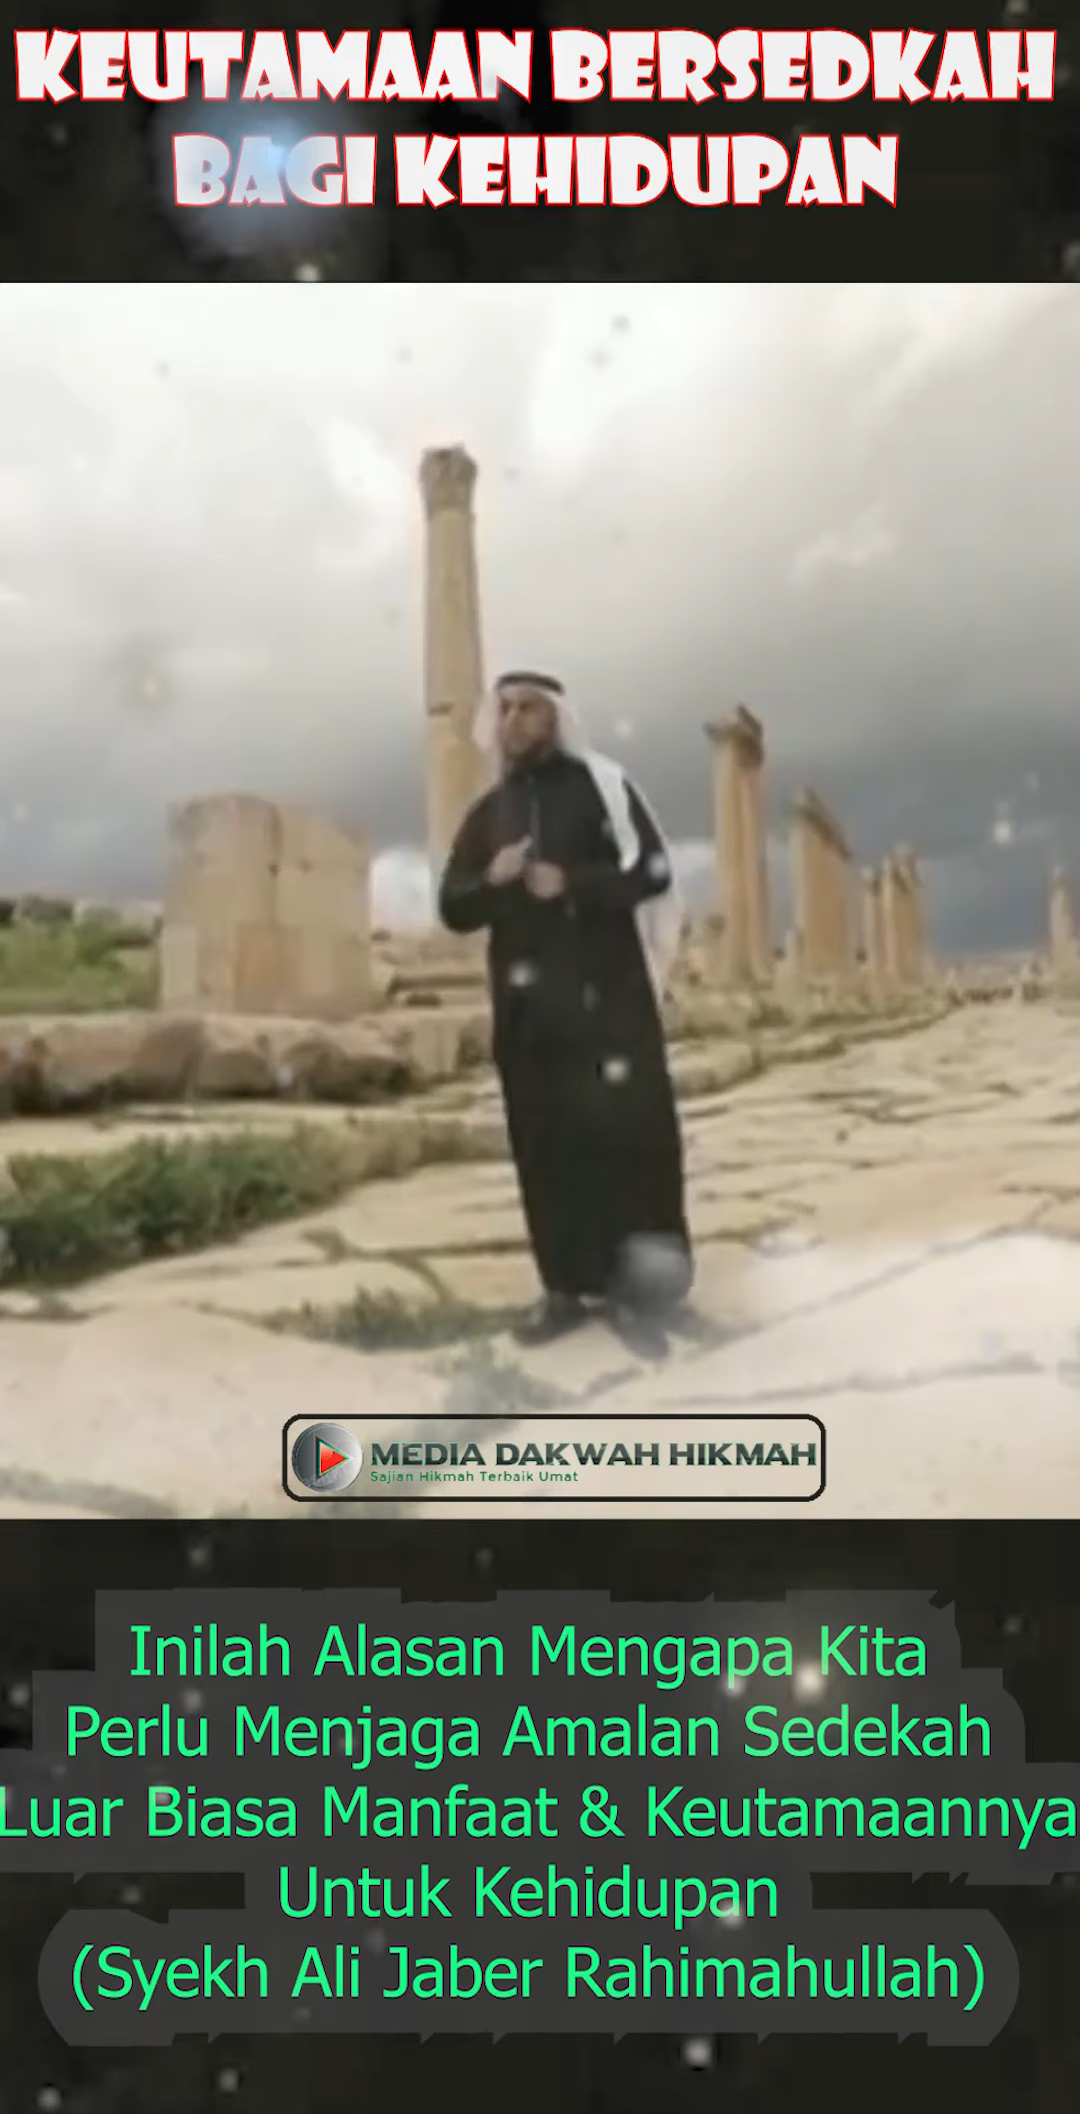 KEUTAMAAN BERSEDKAH
BAGI KEHIDUPAN
MEDIA DAKWAH HIKMAH
Sajian Hikmah Terbaik Umat
Inilah Alasan Mengapa Kita
Perlu Menjaga Amalan Sedekah
Luar Biasa Manfaat & Keutamaannya
Untuk Kehidupan
(Syekh Ali Jaber Rahimahullah)